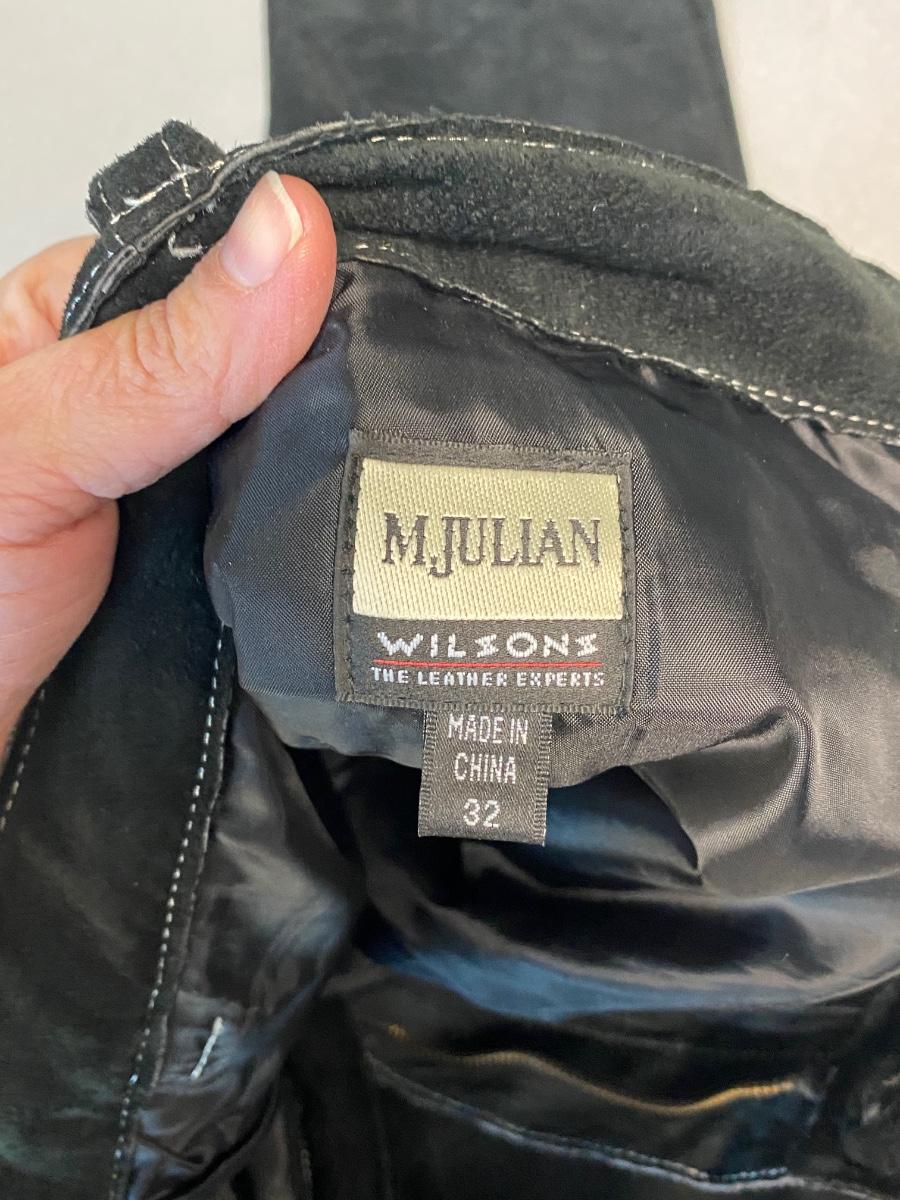 M.JULIAN
WILSONS
THE LEATHER EXPERTS
MADE IN
CHINA
32